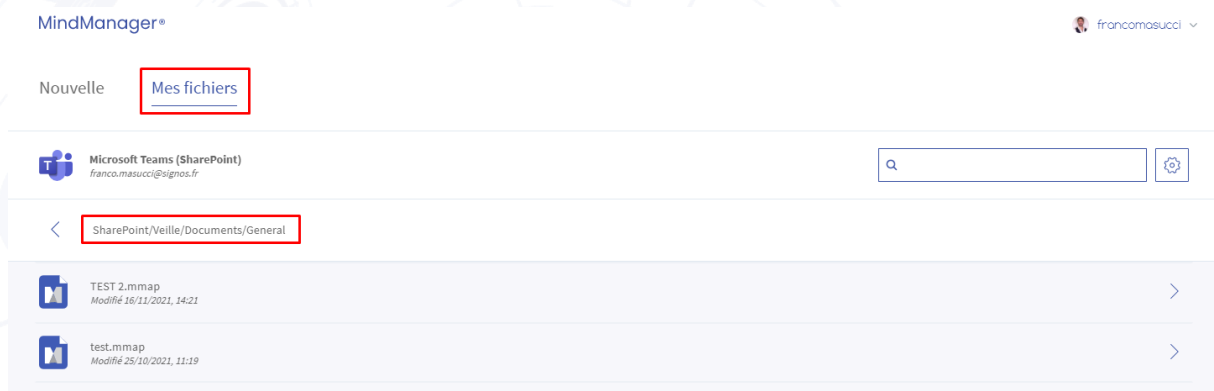 MindManager®
francomasucci
Nouvelle
Mes fichiers
Microsoft Teams (SharePoint)
franco.masucci@signos.fr
SharePoint/Veille/Documents/General
TEST 2.mmap
Modifié 16/11/2021, 14:21
test.mmap
Modifié 25/10/2021, 11:19